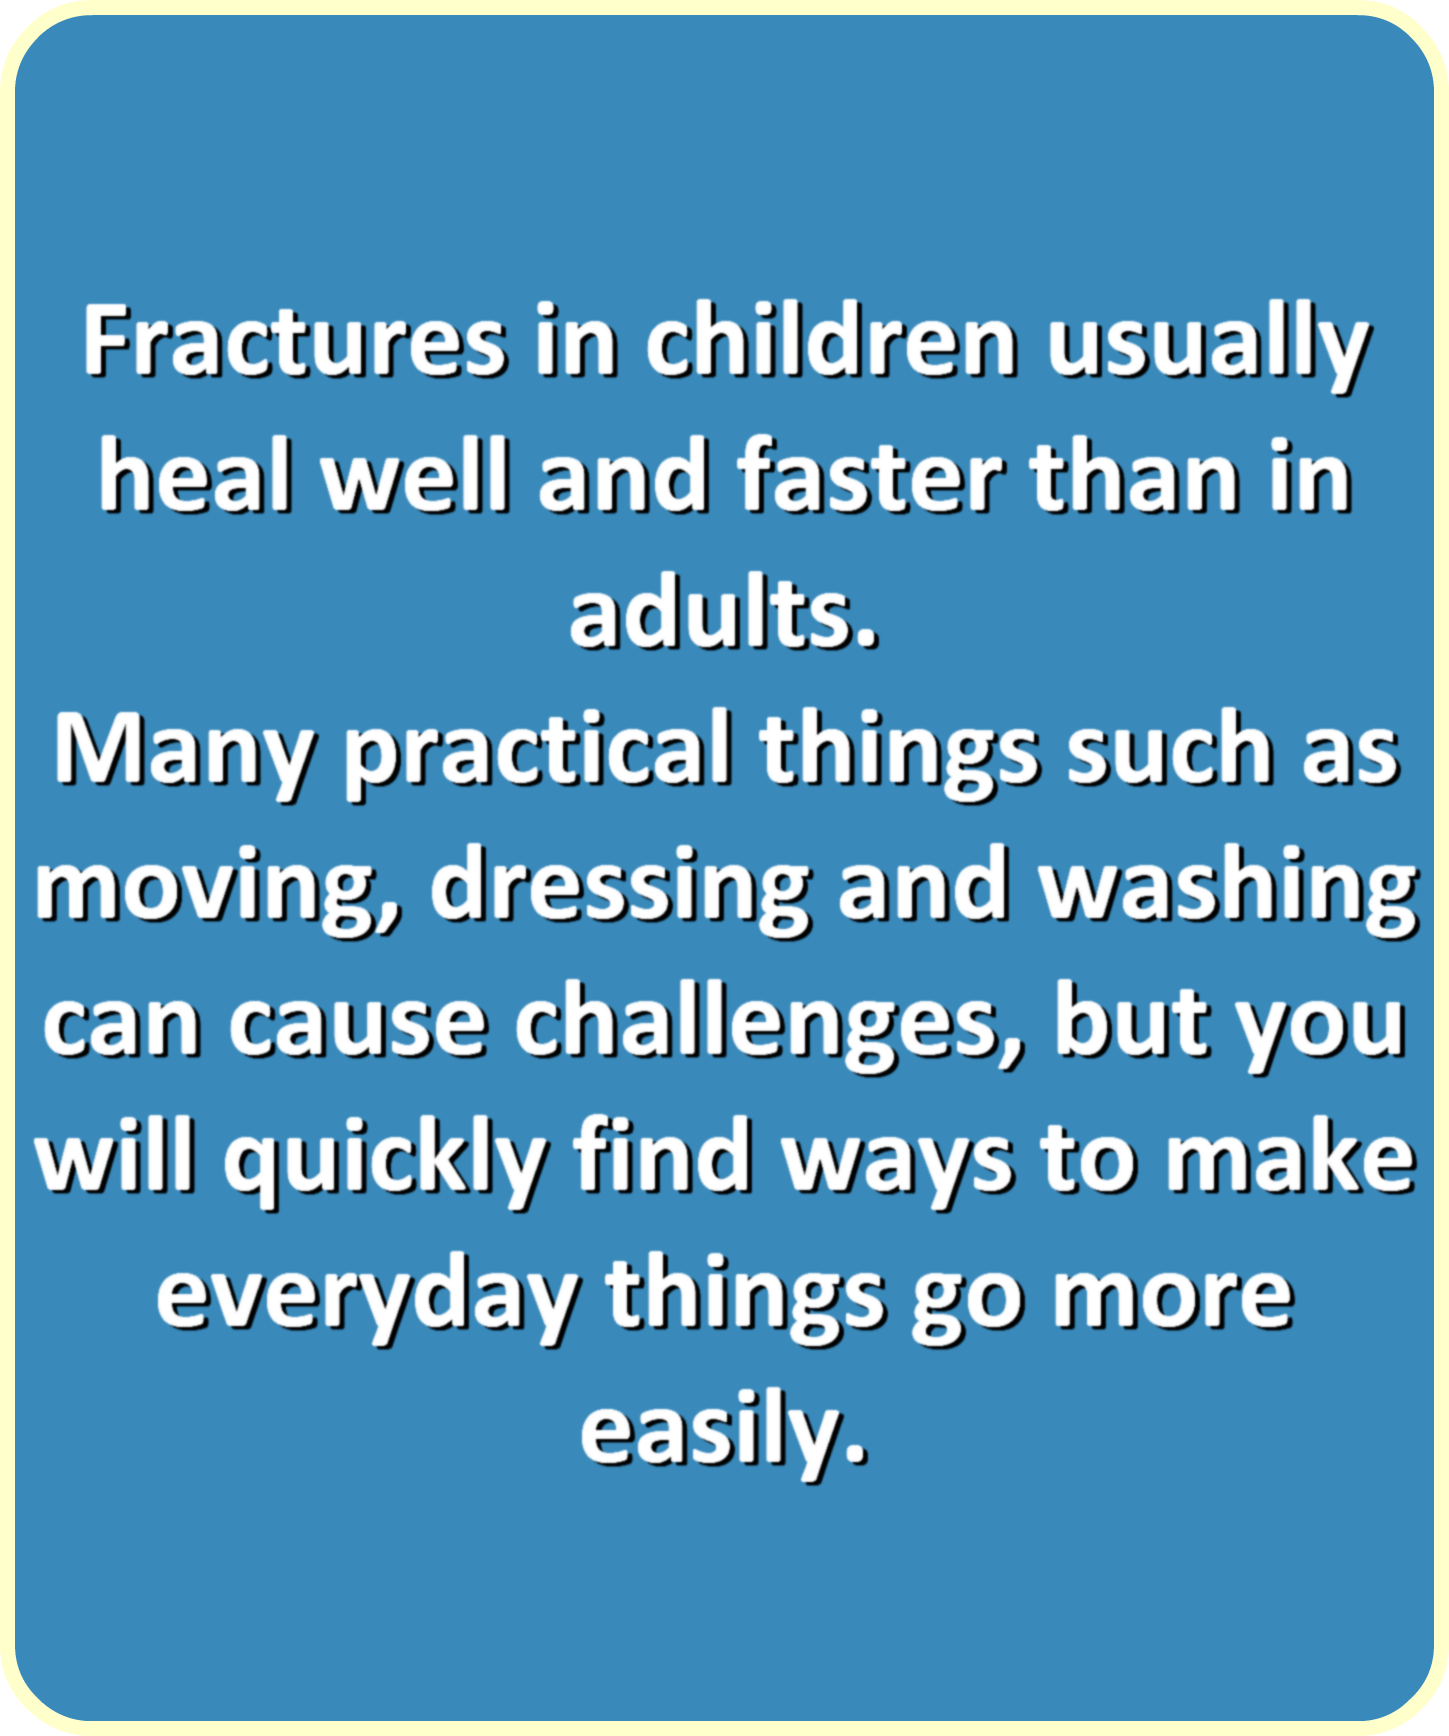 Fractures in children usually
heal well and faster than in
adults.
Many practical things such as
moving, dressing and washing
can cause challenges, but you
will quickly find ways to make
everyday things go more
easily.